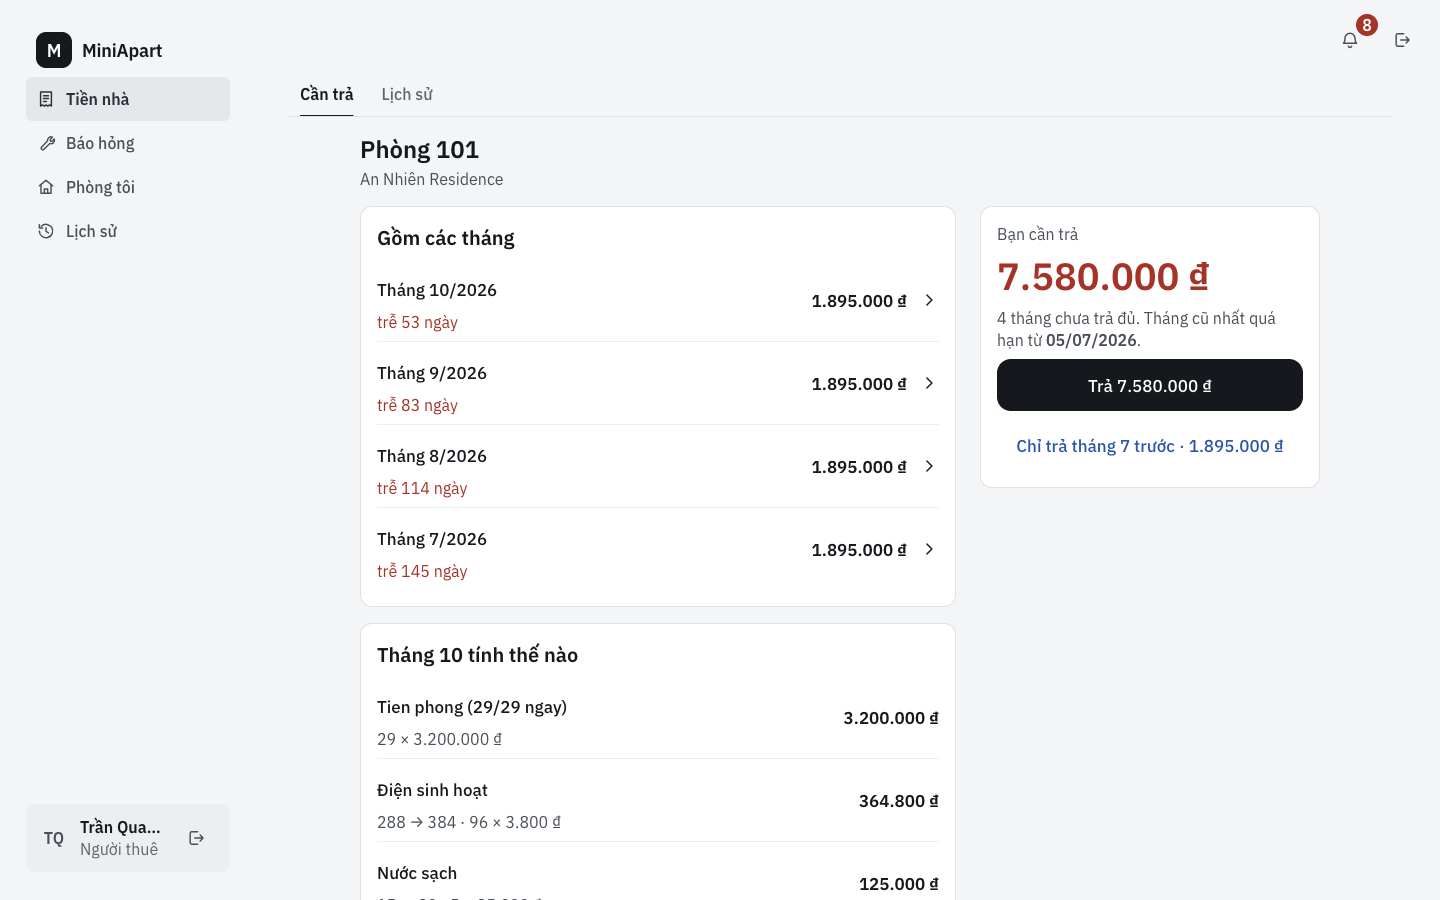 M MiniApart
8
Tiền nhà
Báo hỏng
Phòng tôi
Lịch sử
Cần trả
Lịch sử
Phòng 101
An Nhiên Residence
Gồm các tháng
Tháng 10/2026
trễ 53 ngày
1.895.000 ₫
Tháng 9/2026
trễ 83 ngày
1.895.000 ₫
Tháng 8/2026
trễ 114 ngày
1.895.000 ₫
Tháng 7/2026
trễ 145 ngày
1.895.000 ₫
Tháng 10 tính thế nào
Tien phong (29/29 ngay)
29 × 3.200.000 ₫
3.200.000 ₫
Điện sinh hoạt
288 → 384 · 96 × 3.800 ₫
364.800 ₫
Nước sạch
125.000 ₫
Bạn cần trả
7.580.000 ₫
4 tháng chưa trả đủ. Tháng cũ nhất quá
hạn từ 05/07/2026.
Trả 7.580.000 ₫
Chỉ trả tháng 7 trước · 1.895.000 ₫
TQ
Trần Qua...
Người thuê